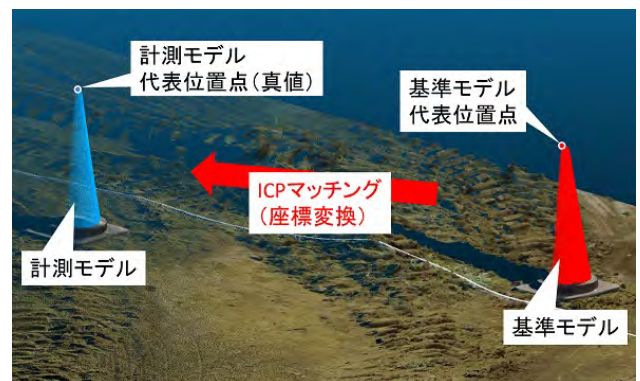 計測モデル
代表位置点(真値)
基準モデル
代表位置点
ICPマッチング
(座標変換)
計測モデル
基準モデル